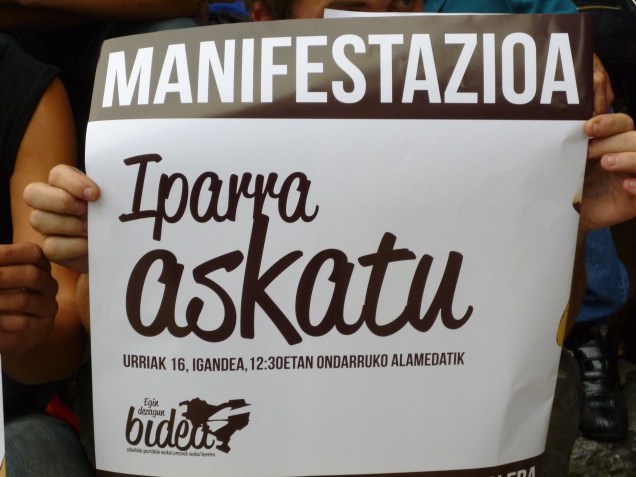 MANIFESTAZIOA
Iparra
askatu
URRIAK 16, IGANDEA, 12:30ETAN ONDARRUKO ALAMEDATIK
Egin
dezagun
bidea